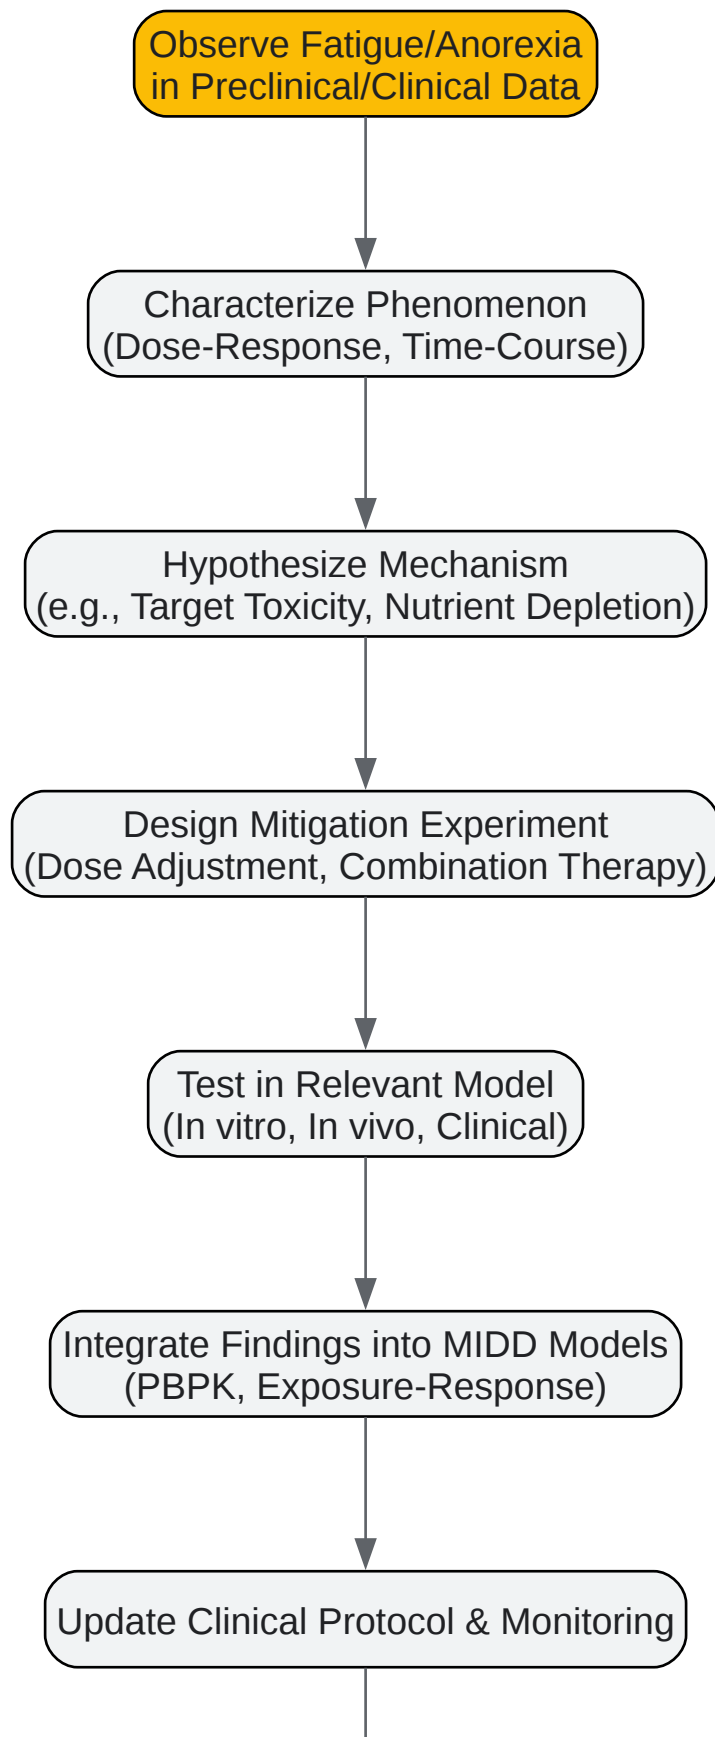 Observe Fatigue/Anorexia
in Preclinical/Clinical Data
Characterize Phenomenon
(Dose-Response, Time-Course)
Hypothesize Mechanism
(e.g., Target Toxicity, Nutrient Depletion)
Design Mitigation Experiment
(Dose Adjustment, Combination Therapy)
Test in Relevant Model
(In vitro, In vivo, Clinical)
Integrate Findings into MIDD Models
(PBPK, Exposure-Response)
Update Clinical Protocol & Monitoring